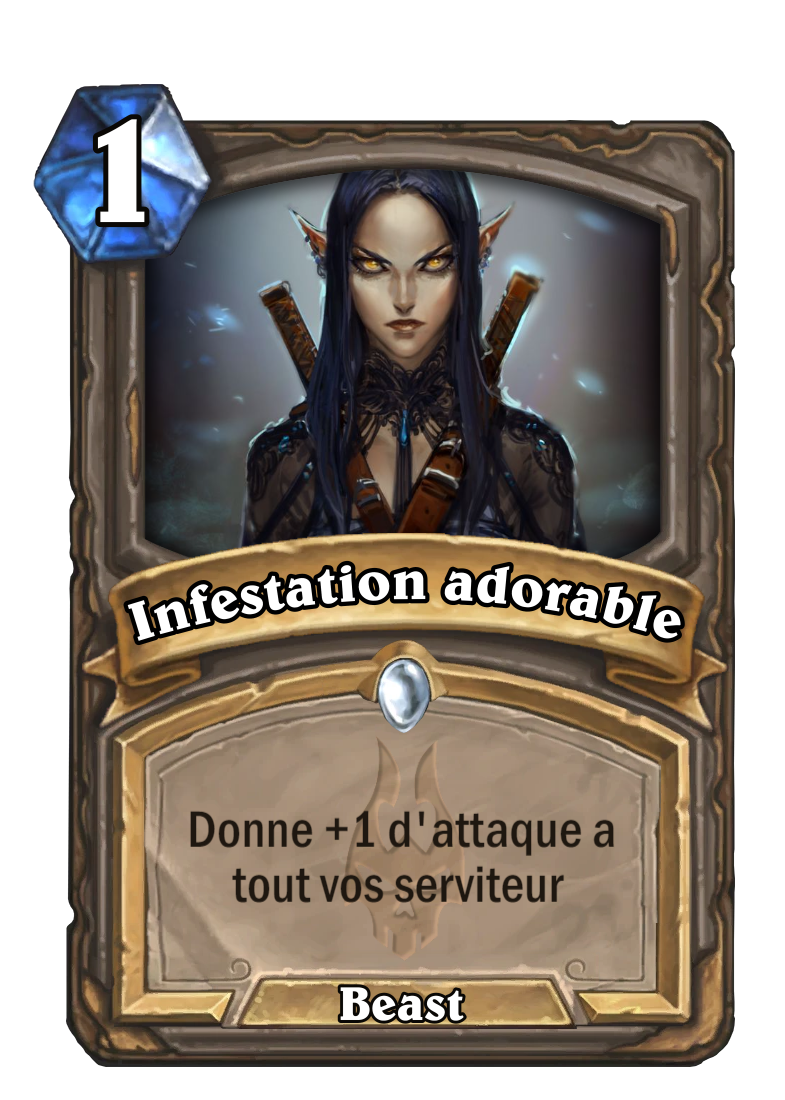 1
Infestation adorable
Donne +1 d'attaque a
tout vos serviteur
Beast